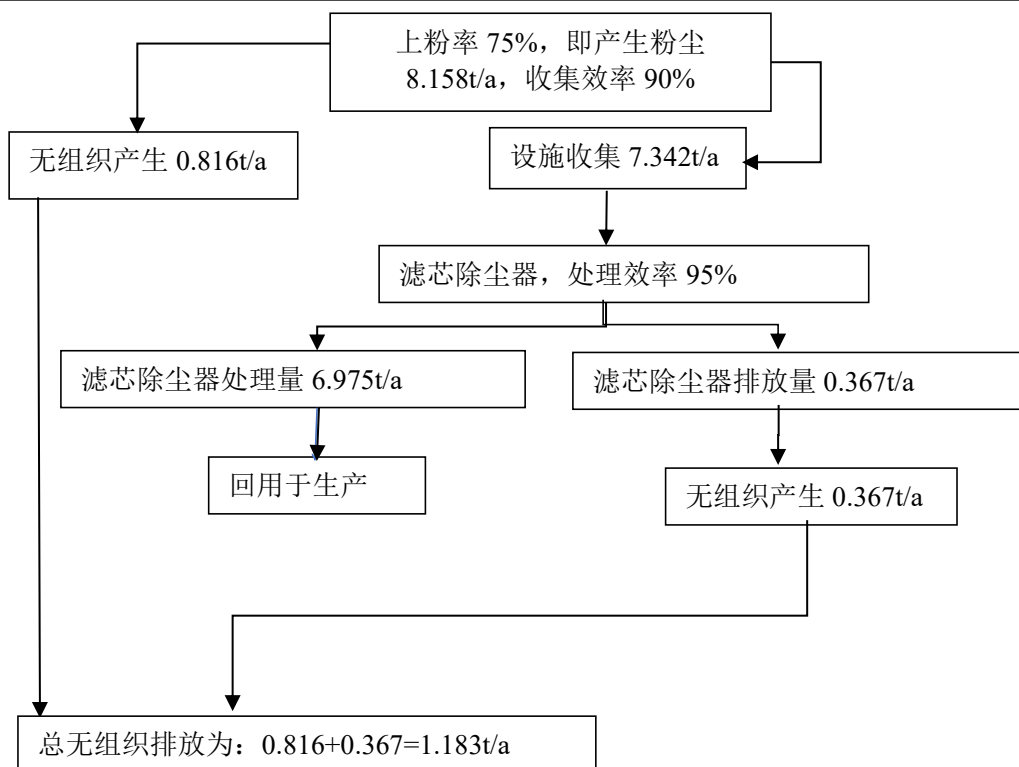 上粉率 75%，即产生粉尘
8.158t/a，收集效率 90%
无组织产生 0.816t/a
设施收集 7.342t/a
滤芯除尘器，处理效率 95%
滤芯除尘器处理量 6.975t/a
滤芯除尘器排放量 0.367t/a
回用于生产
无组织产生 0.367t/a
总无组织排放为：0.816+0.367=1.183t/a